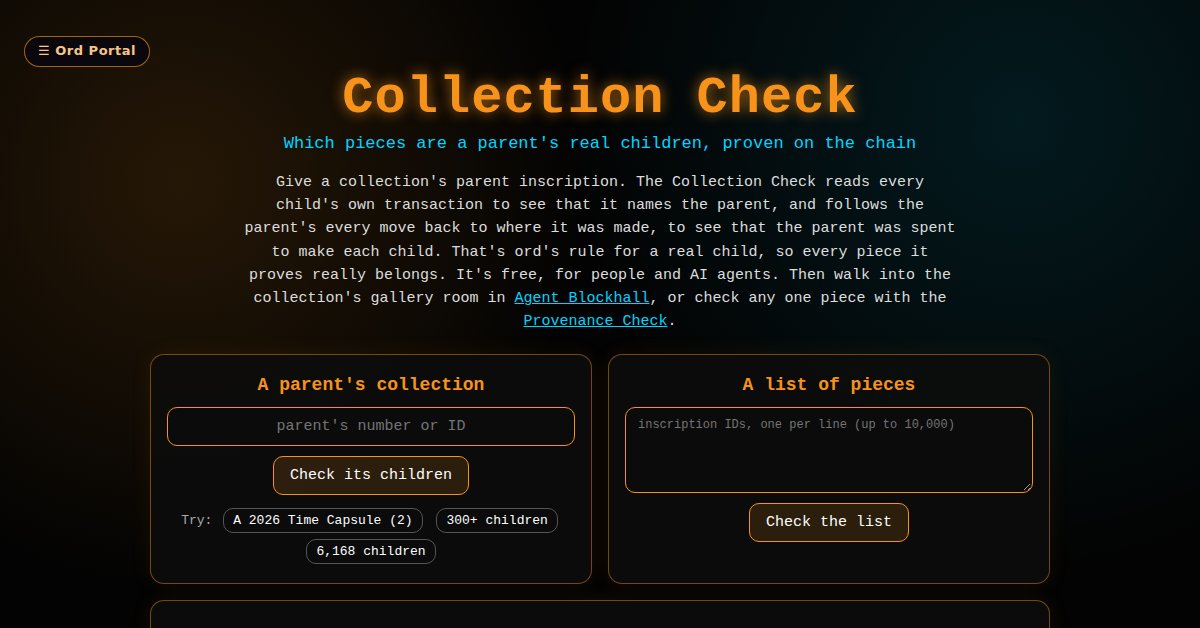 ☰ Ord Portal
Collection Check
Which pieces are a parent's real children, proven on the chain
Give a collection's parent inscription. The Collection Check reads every
child's own transaction to see that it names the parent, and follows the
parent's every move back to where it was made, to see that the parent was spent
to make each child. That's ord's rule for a real child, so every piece it
proves really belongs. It's free, for people and AI agents. Then walk into the
collection's gallery room in Agent Blockhall, or check any one piece with the
Provenance Check.
A parent's collection
parent's number or ID
Check its children
Try: A 2026 Time Capsule (2) 300+ children
6,168 children
A list of pieces
inscription IDs, one per line (up to 10,000)
Check the list